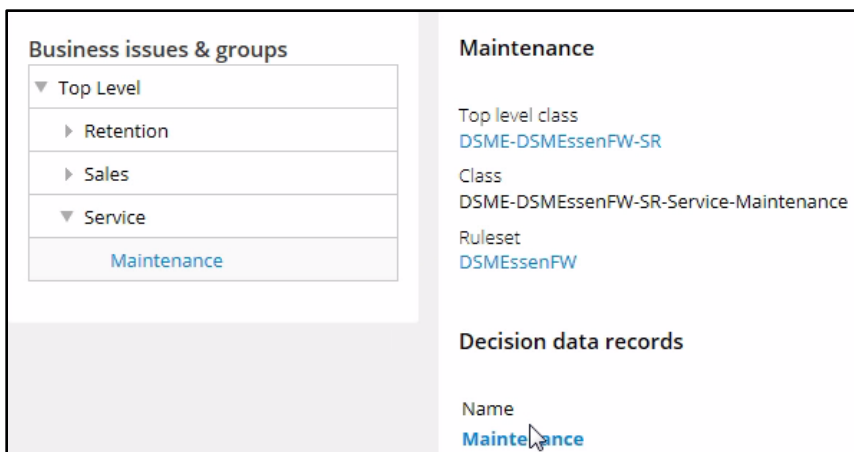 Business issues & groups
Top Level
Retention
Sales
Service
Maintenance
Maintenance
Top level class
DSME-DSMEssenFW-SR
Class
DSME-DSMEssenFW-SR-Service-Maintenance
Ruleset
DSMEssenFW
Decision data records
Name
Maintenance